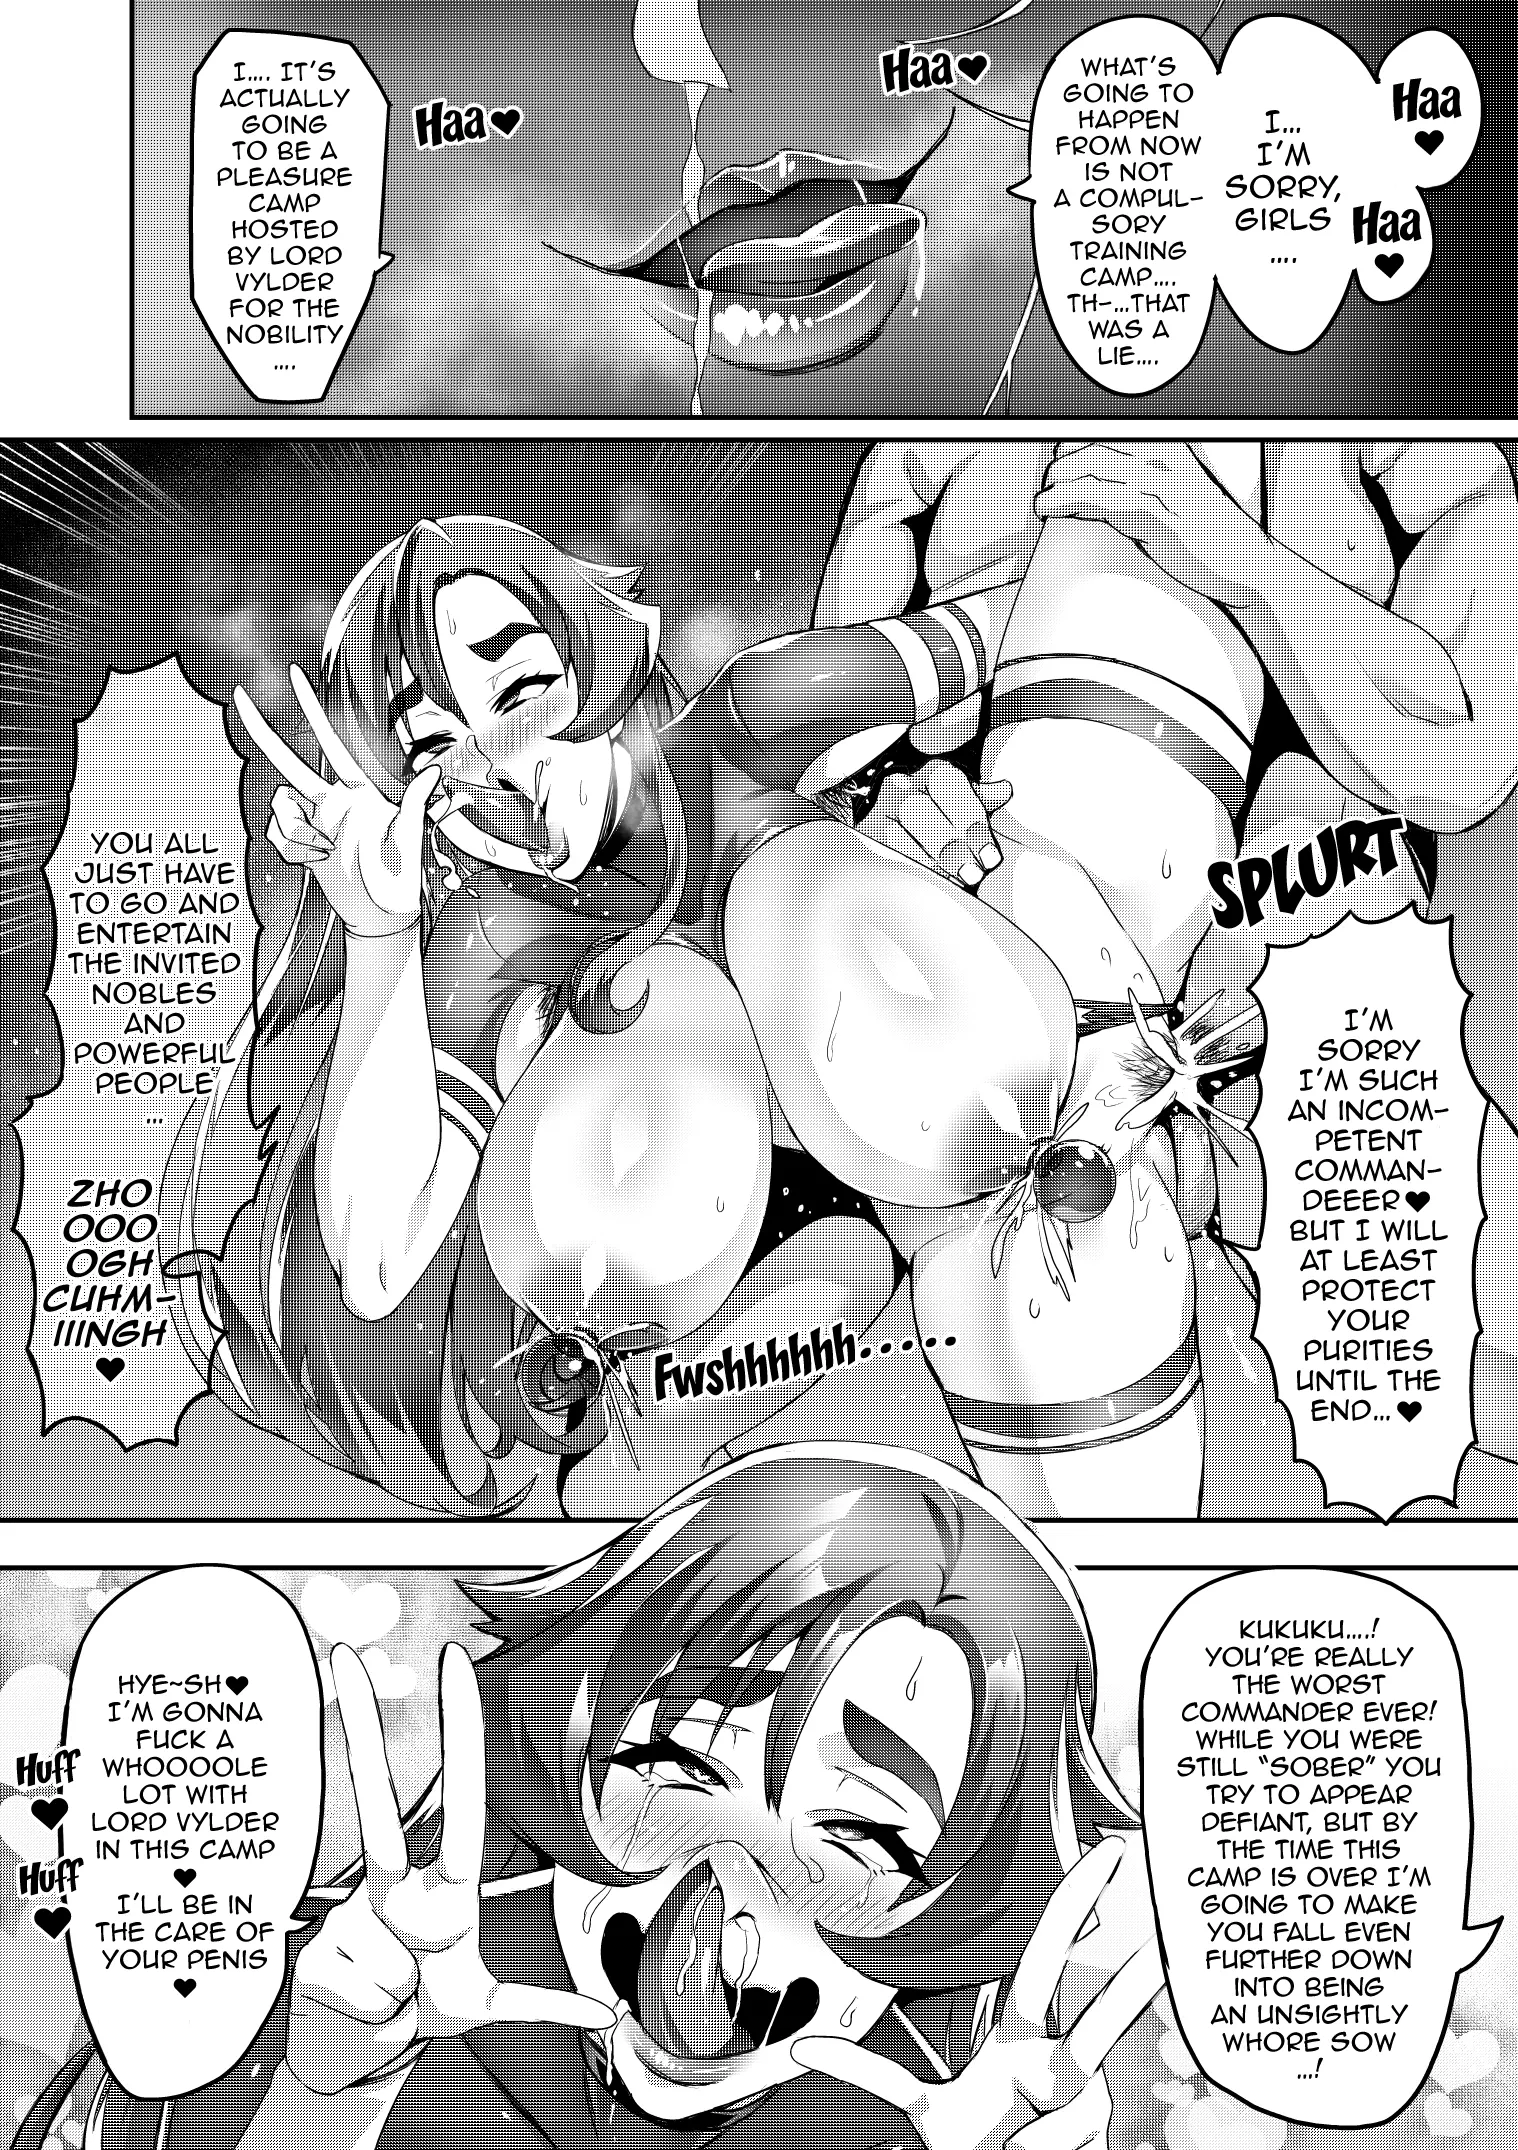 Haa♥
Haa♥
I...
I'M
SORRY,
GIRLS
....
WHAT'S
GOING TO
HAPPEN
FROM NOW
IS NOT
A COMPUL-
SORY
TRAINING
CAMP....
TH-...THAT
WAS A
LIE....
Haa♥
Haa♥
I.... IT'S
ACTUALLY
GOING
TO BE A
PLEASURE
CAMP
HOSTED
BY LORD
VYLDER
FOR THE
NOBILITY
....
SPLURT
I'M
SORRY
I'M SUCH
AN INCOM-
PETENT
COMMAN-
DEEER♥
BUT I WILL
AT LEAST
PROTECT
YOUR
PURITIES
UNTIL THE
END...♥
Fwshhhhhh.....
YOU ALL
JUST HAVE
TO GO AND
ENTERTAIN
THE INVITED
NOBLES
AND
POWERFUL
PEOPLE
...
ZHO
OOO
OGH
CUHM-
IIINGH
♥
KUKUKU....!
YOU'RE REALLY
THE WORST
COMMANDER EVER!
WHILE YOU WERE
STILL "SOBER" YOU
TRY TO APPEAR
DEFIANT, BUT BY
THE TIME THIS
CAMP IS OVER I'M
GOING TO MAKE
YOU FALL EVEN
FURTHER DOWN
INTO BEING
AN UNSIGHTLY
WHORE SOW
...!
HYE~SH♥
I'M GONNA
FUCK A
WHOOOOLE
LOT WITH
LORD VYLDER
IN THIS CAMP
♥
I'LL BE IN
THE CARE OF
YOUR PENIS
♥
Huff
♥
Huff
♥